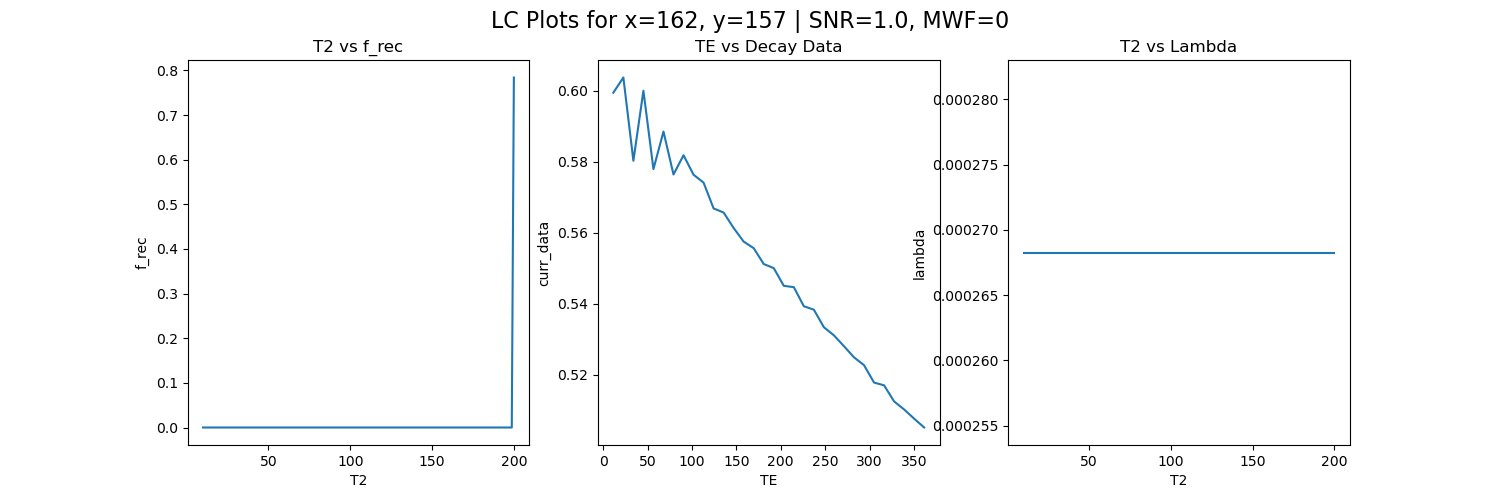 LC Plots for x=162, y=157 | SNR=1.0, MWF=0
T2 vs f_rec
0.8
0.7
0.6
0.5
0.4
0.3
0.2
0.1
0.0
f_rec
50 100 150 200
T2
TE vs Decay Data
0.60
0.58
0.56
0.54
0.52
curr_data
0 50 100 150 200 250 300 350
TE
T2 vs Lambda
0.000280
0.000275
0.000270
0.000265
0.000260
0.000255
lambda
50 100 150 200
T2